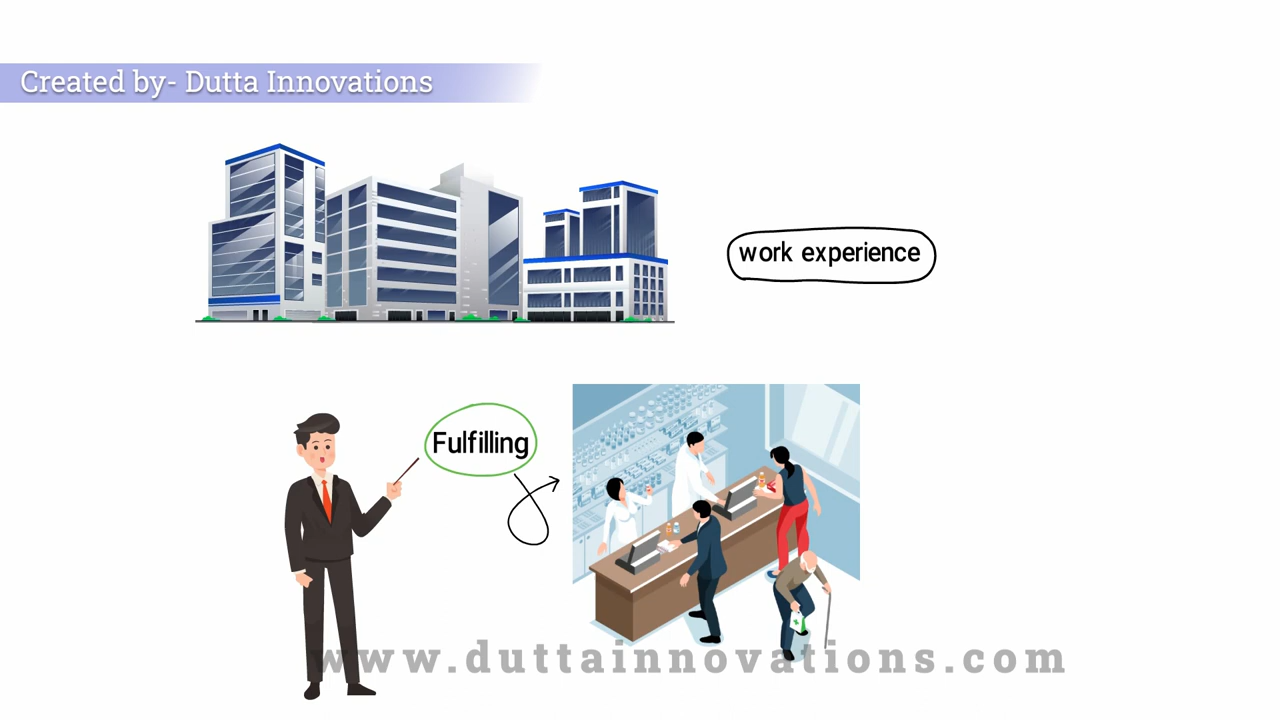 Created by- Dutta Innovations
work experience
Fulfilling
www.duttainnovations.com